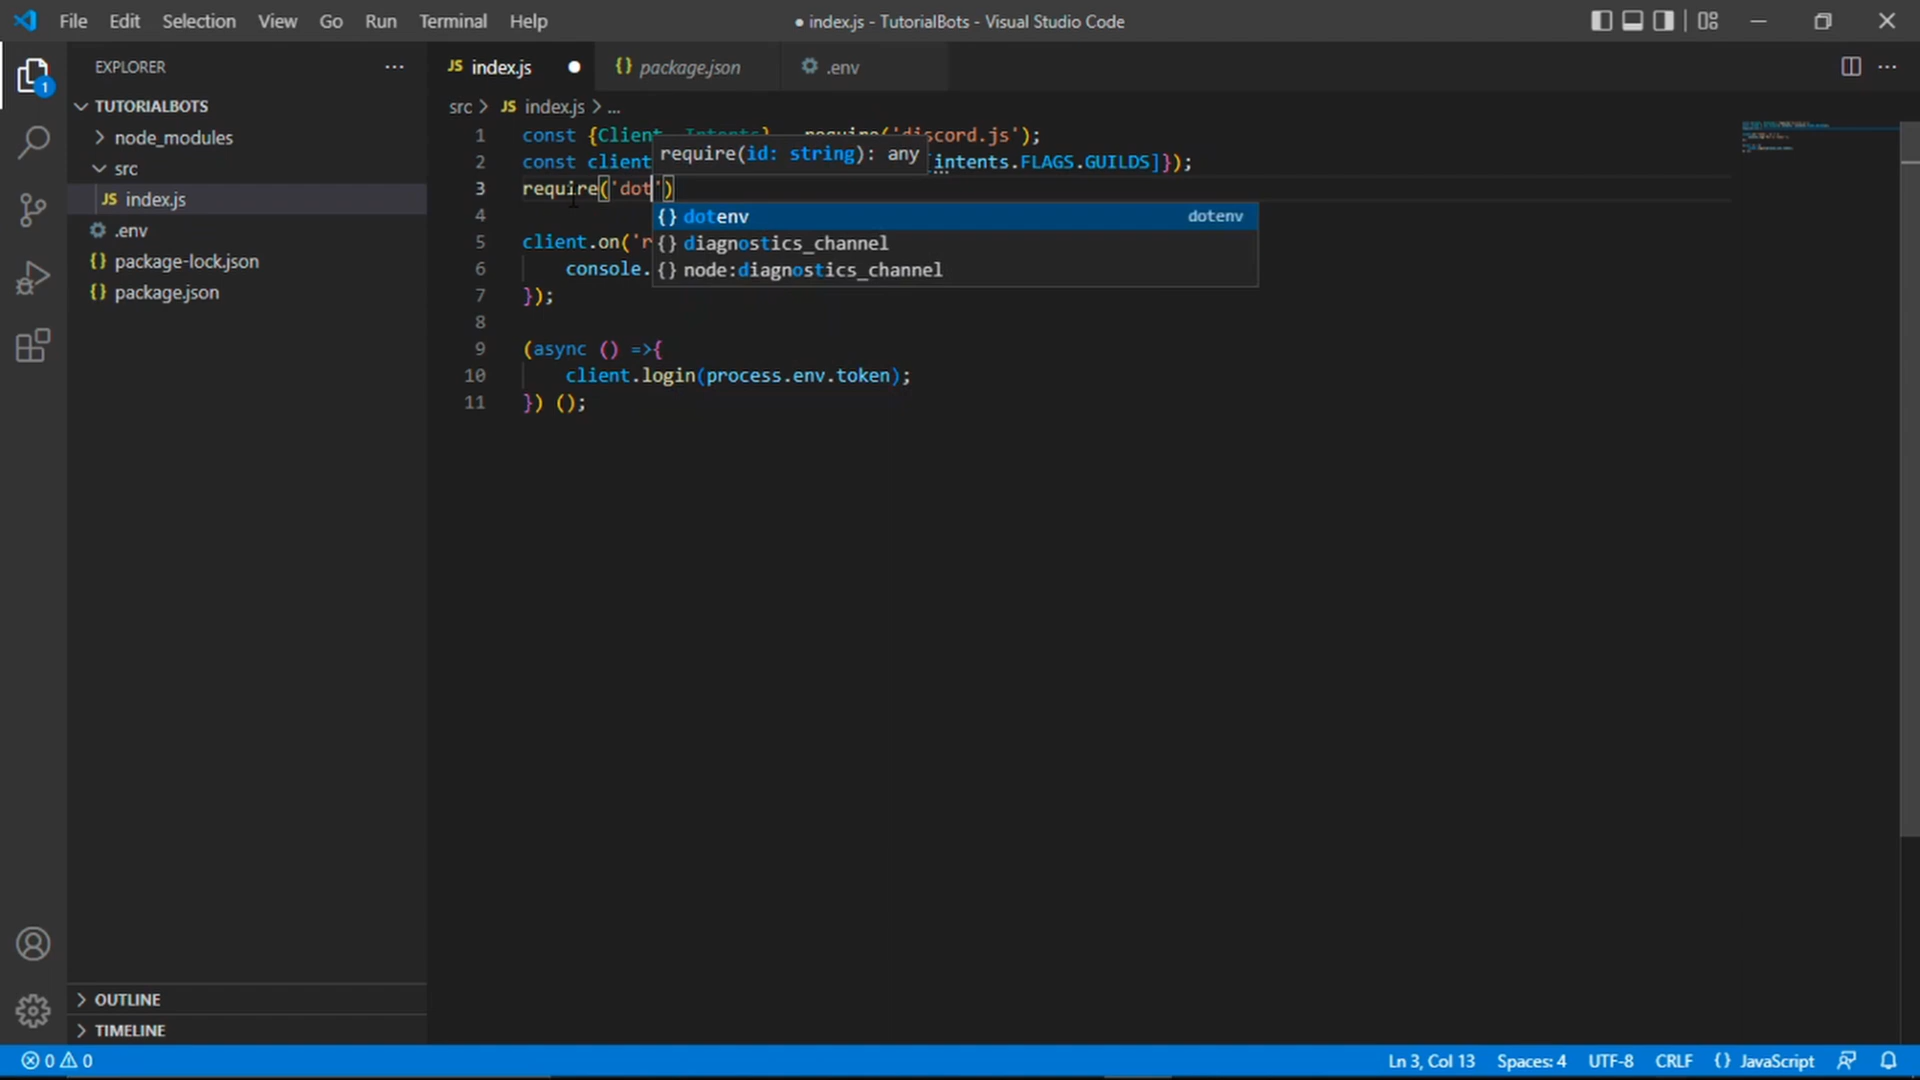 File Edit Selection View Go Run Terminal Help
● index.js - TutorialBots - Visual Studio Code
EXPLORER
JS index.js
{} package.json
.env
TUTORIALBOTS
node_modules
src
JS index.js
.env
{} package-lock.json
{} package.json
src > JS index.js > ...
1 const {Client, Intents} = require('discord.js');
2 const client [intents.FLAGS.GUILDS]});
require(id: string): any
3 require('dot')
4
{} dotenv dotenv
{} diagnostics_channel
{} node:diagnostics_channel
5 client.on('r
6 console.
7 });
8
9 (async () =>{
10 client.login(process.env.token);
11 }) ();
1
OUTLINE
TIMELINE
0 0
Ln 3, Col 13 Spaces: 4 UTF-8 CRLF {} JavaScript